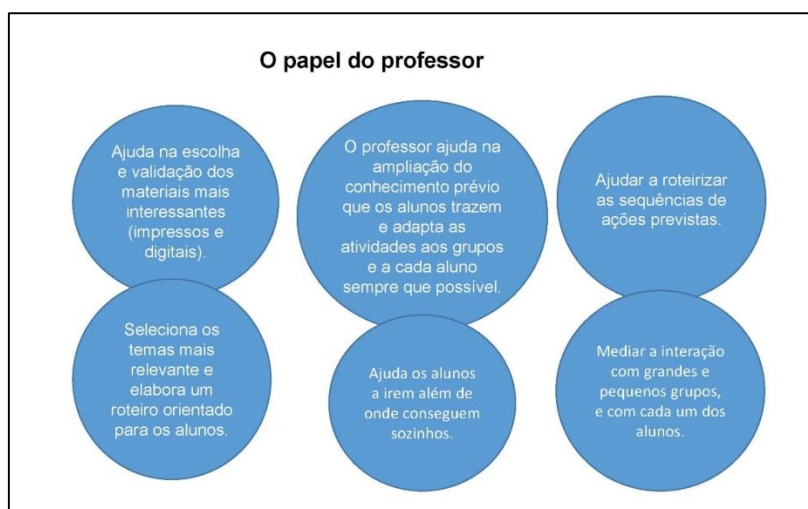 O papel do professor
Ajuda na escolha
e validação dos
materiais mais
interessantes
(impressos e
digitais).
O professor ajuda na
ampliação do
conhecimento prévio
que os alunos trazem
e adapta as
atividades aos grupos
e a cada aluno
sempre que possível.
Ajudar a roteirizar
as sequências de
ações previstas.
Seleciona os
temas mais
relevante e
elabora um
roteiro orientado
para os alunos.
Ajuda os alunos
a irem além de
onde conseguem
sozinhos.
Mediar a interação
com grandes e
pequenos grupos,
e com cada um dos
alunos.